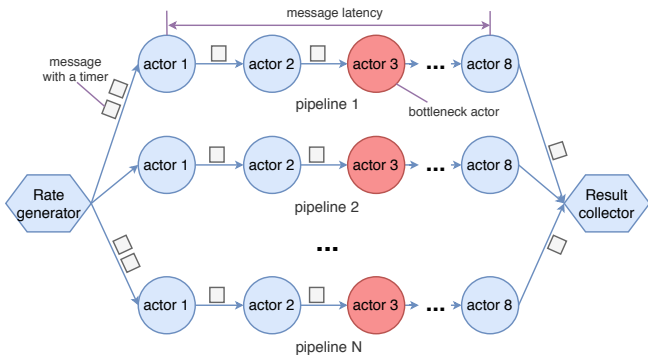 message latency
message
with a timer
actor 1
actor 2
actor 3
...
actor 8
pipeline 1
bottleneck actor
actor 1
actor 2
actor 3
...
actor 8
Rate
generator
Result
collector
pipeline 2
...
actor 1
actor 2
actor 3
...
actor 8
pipeline N